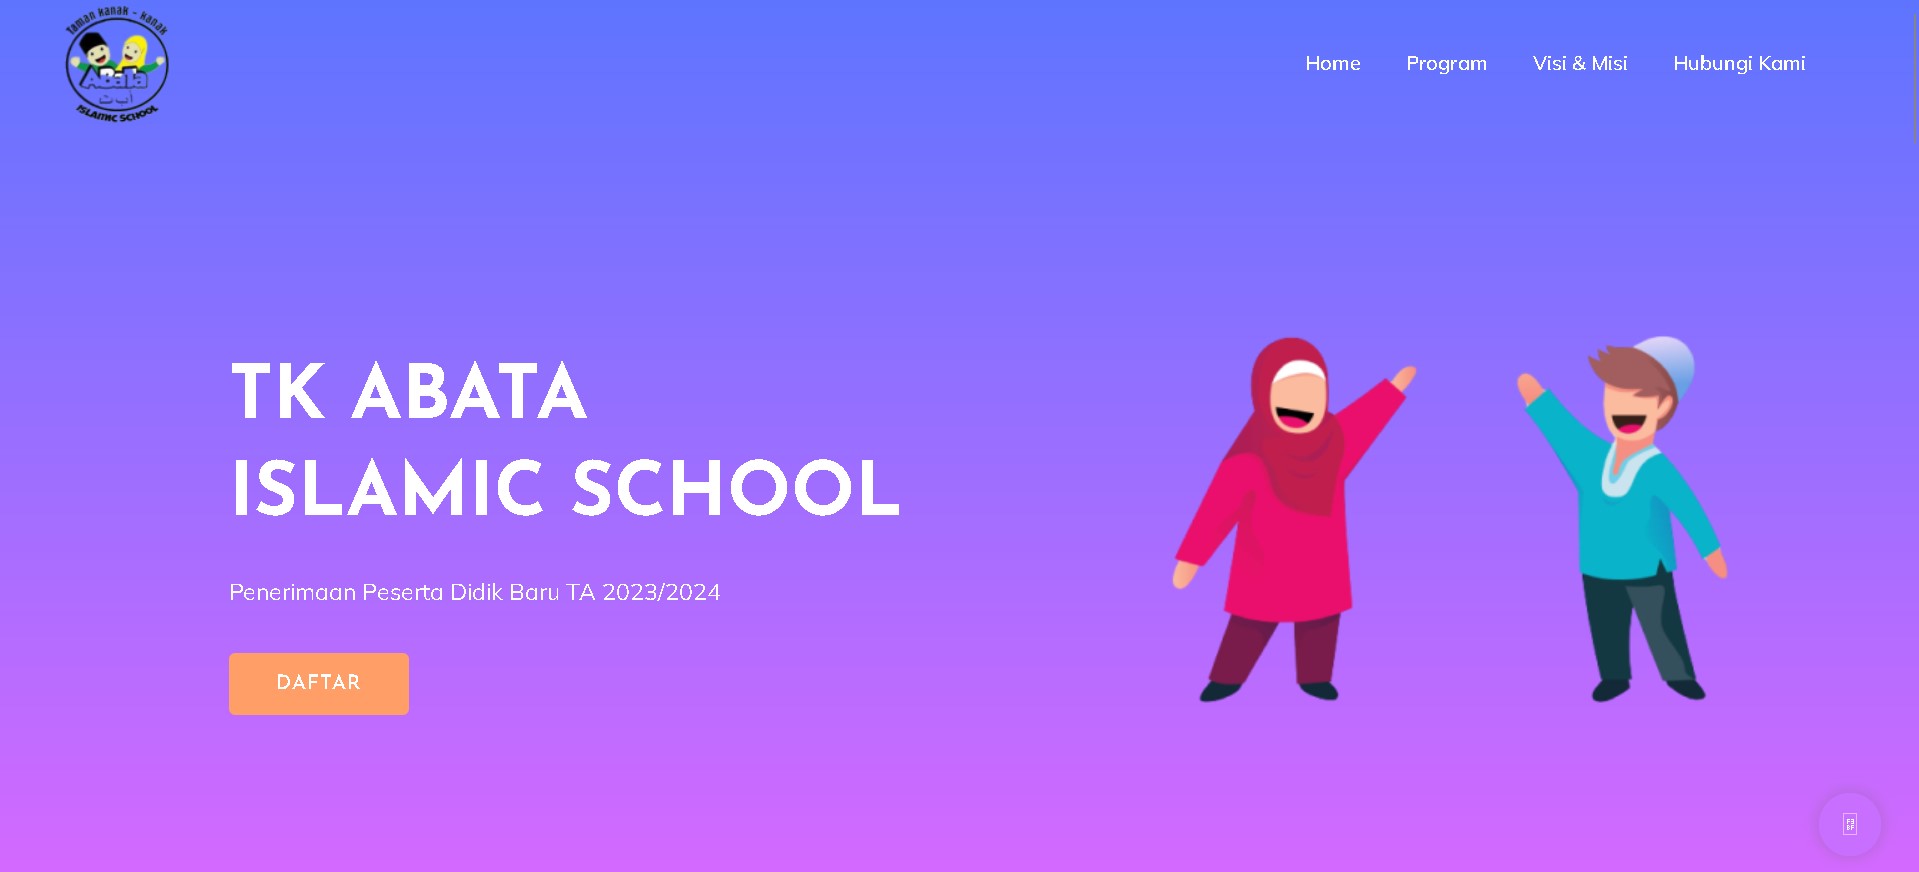 Taman Kanak - Kanak
ABaTa
أ ب ت
ISLAMIC SCHOOL
Home
Program
Visi & Misi
Hubungi Kami
TK ABATA
ISLAMIC SCHOOL
Penerimaan Peserta Didik Baru TA 2023/2024
DAFTAR